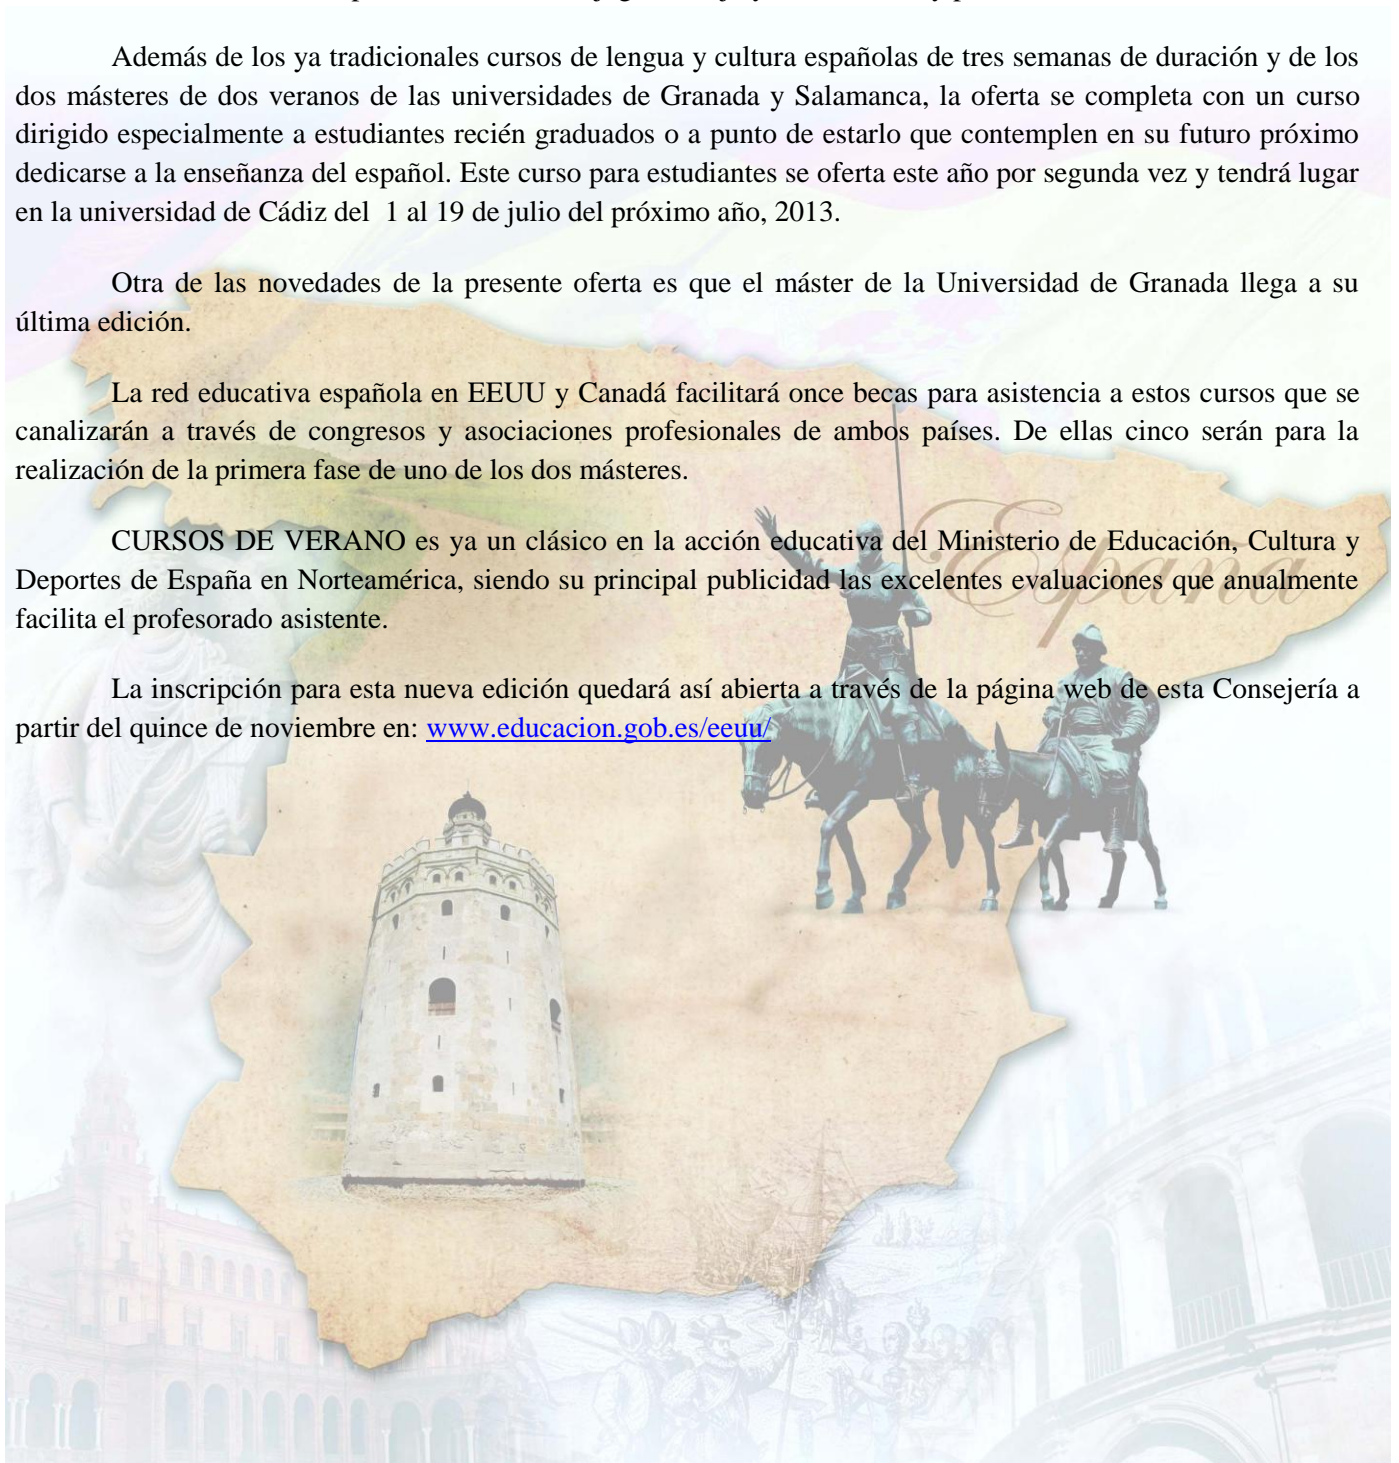 Además de los ya tradicionales cursos de lengua y cultura españolas de tres semanas de duración y de los
dos másteres de dos veranos de las universidades de Granada y Salamanca, la oferta se completa con un curso
dirigido especialmente a estudiantes recién graduados o a punto de estarlo que contemplen en su futuro próximo
dedicarse a la enseñanza del español. Este curso para estudiantes se oferta este año por segunda vez y tendrá lugar
en la universidad de Cádiz del  1 al 19 de julio del próximo año, 2013.
Otra de las novedades de la presente oferta es que el máster de la Universidad de Granada llega a su
última edición.
La red educativa española en EEUU y Canadá facilitará once becas para asistencia a estos cursos que se
canalizarán a través de congresos y asociaciones profesionales de ambos países. De ellas cinco serán para la
realización de la primera fase de uno de los dos másteres.
CURSOS DE VERANO es ya un clásico en la acción educativa del Ministerio de Educación, Cultura y
Deportes de España en Norteamérica, siendo su principal publicidad las excelentes evaluaciones que anualmente
facilita el profesorado asistente.
España
La inscripción para esta nueva edición quedará así abierta a través de la página web de esta Consejería a
partir del quince de noviembre en: www.educacion.gob.es/eeuu/